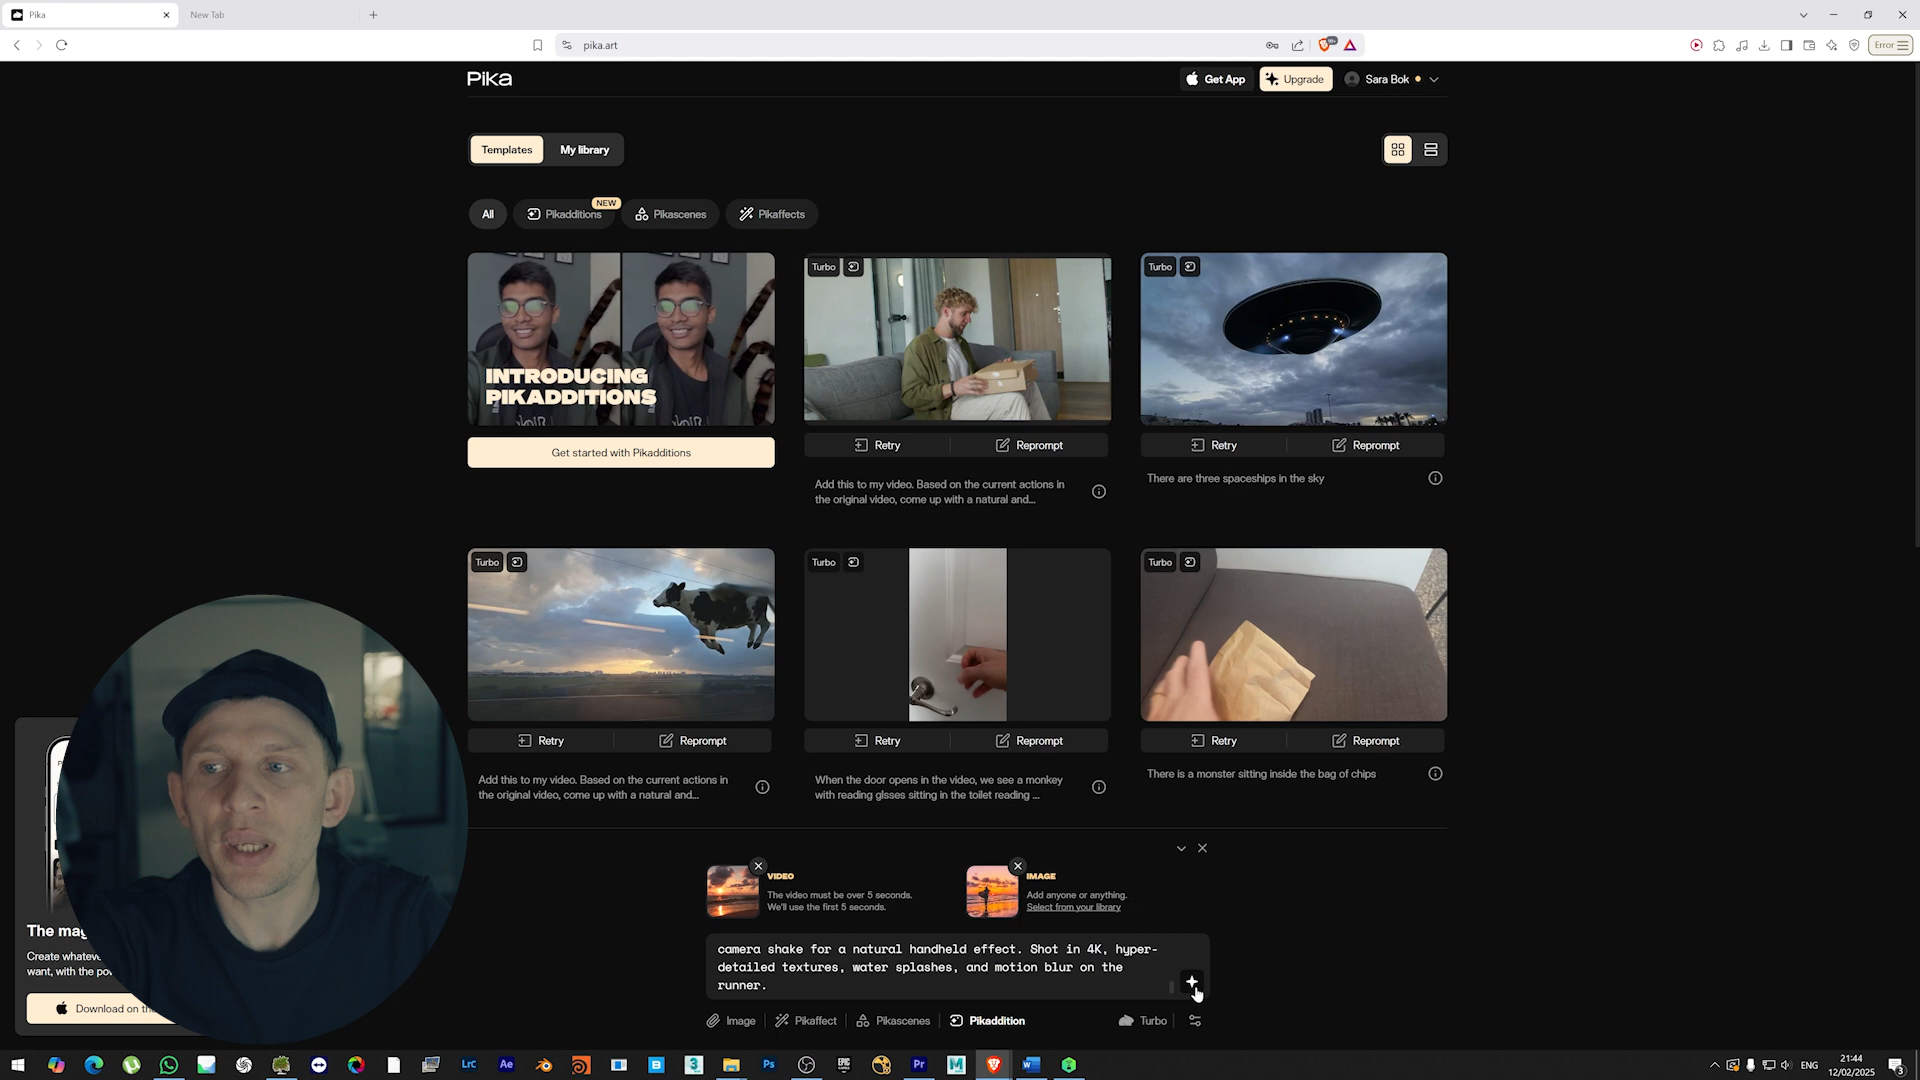 Pika
New Tab
pika.art
Error
Pika
Get App
Upgrade
Sara Bok
Templates
My library
All
Pikadditions
NEW
Pikascenes
Pikaffects
INTRODUCING
PIKADDITIONS
Get started with Pikadditions
Turbo
Retry
Reprompt
Add this to my video. Based on the current actions in
the original video, come up with a natural and...
Turbo
Retry
Reprompt
There are three spaceships in the sky
Turbo
Retry
Reprompt
Add this to my video. Based on the current actions in
the original video, come up with a natural and...
Turbo
Retry
Reprompt
When the door opens in the video, we see a monkey
with reading glsses sitting in the toilet reading ...
Turbo
Retry
Reprompt
There is a monster sitting inside the bag of chips
The
Create
want, with the
Download on
VIDEO
The video must be over 5 seconds.
We'll use the first 5 seconds.
IMAGE
Add anyone or anything.
Select from your library
camera shake for a natural handheld effect. Shot in 4K, hyper-
detailed textures, water splashes, and motion blur on the
runner.
Image
Pikaffect
Pikascenes
Pikaddition
Turbo
LrC
Ae
3
Ps
EPIC
GAMES
Pr
M
ENG
21:44
12/02/2025
3